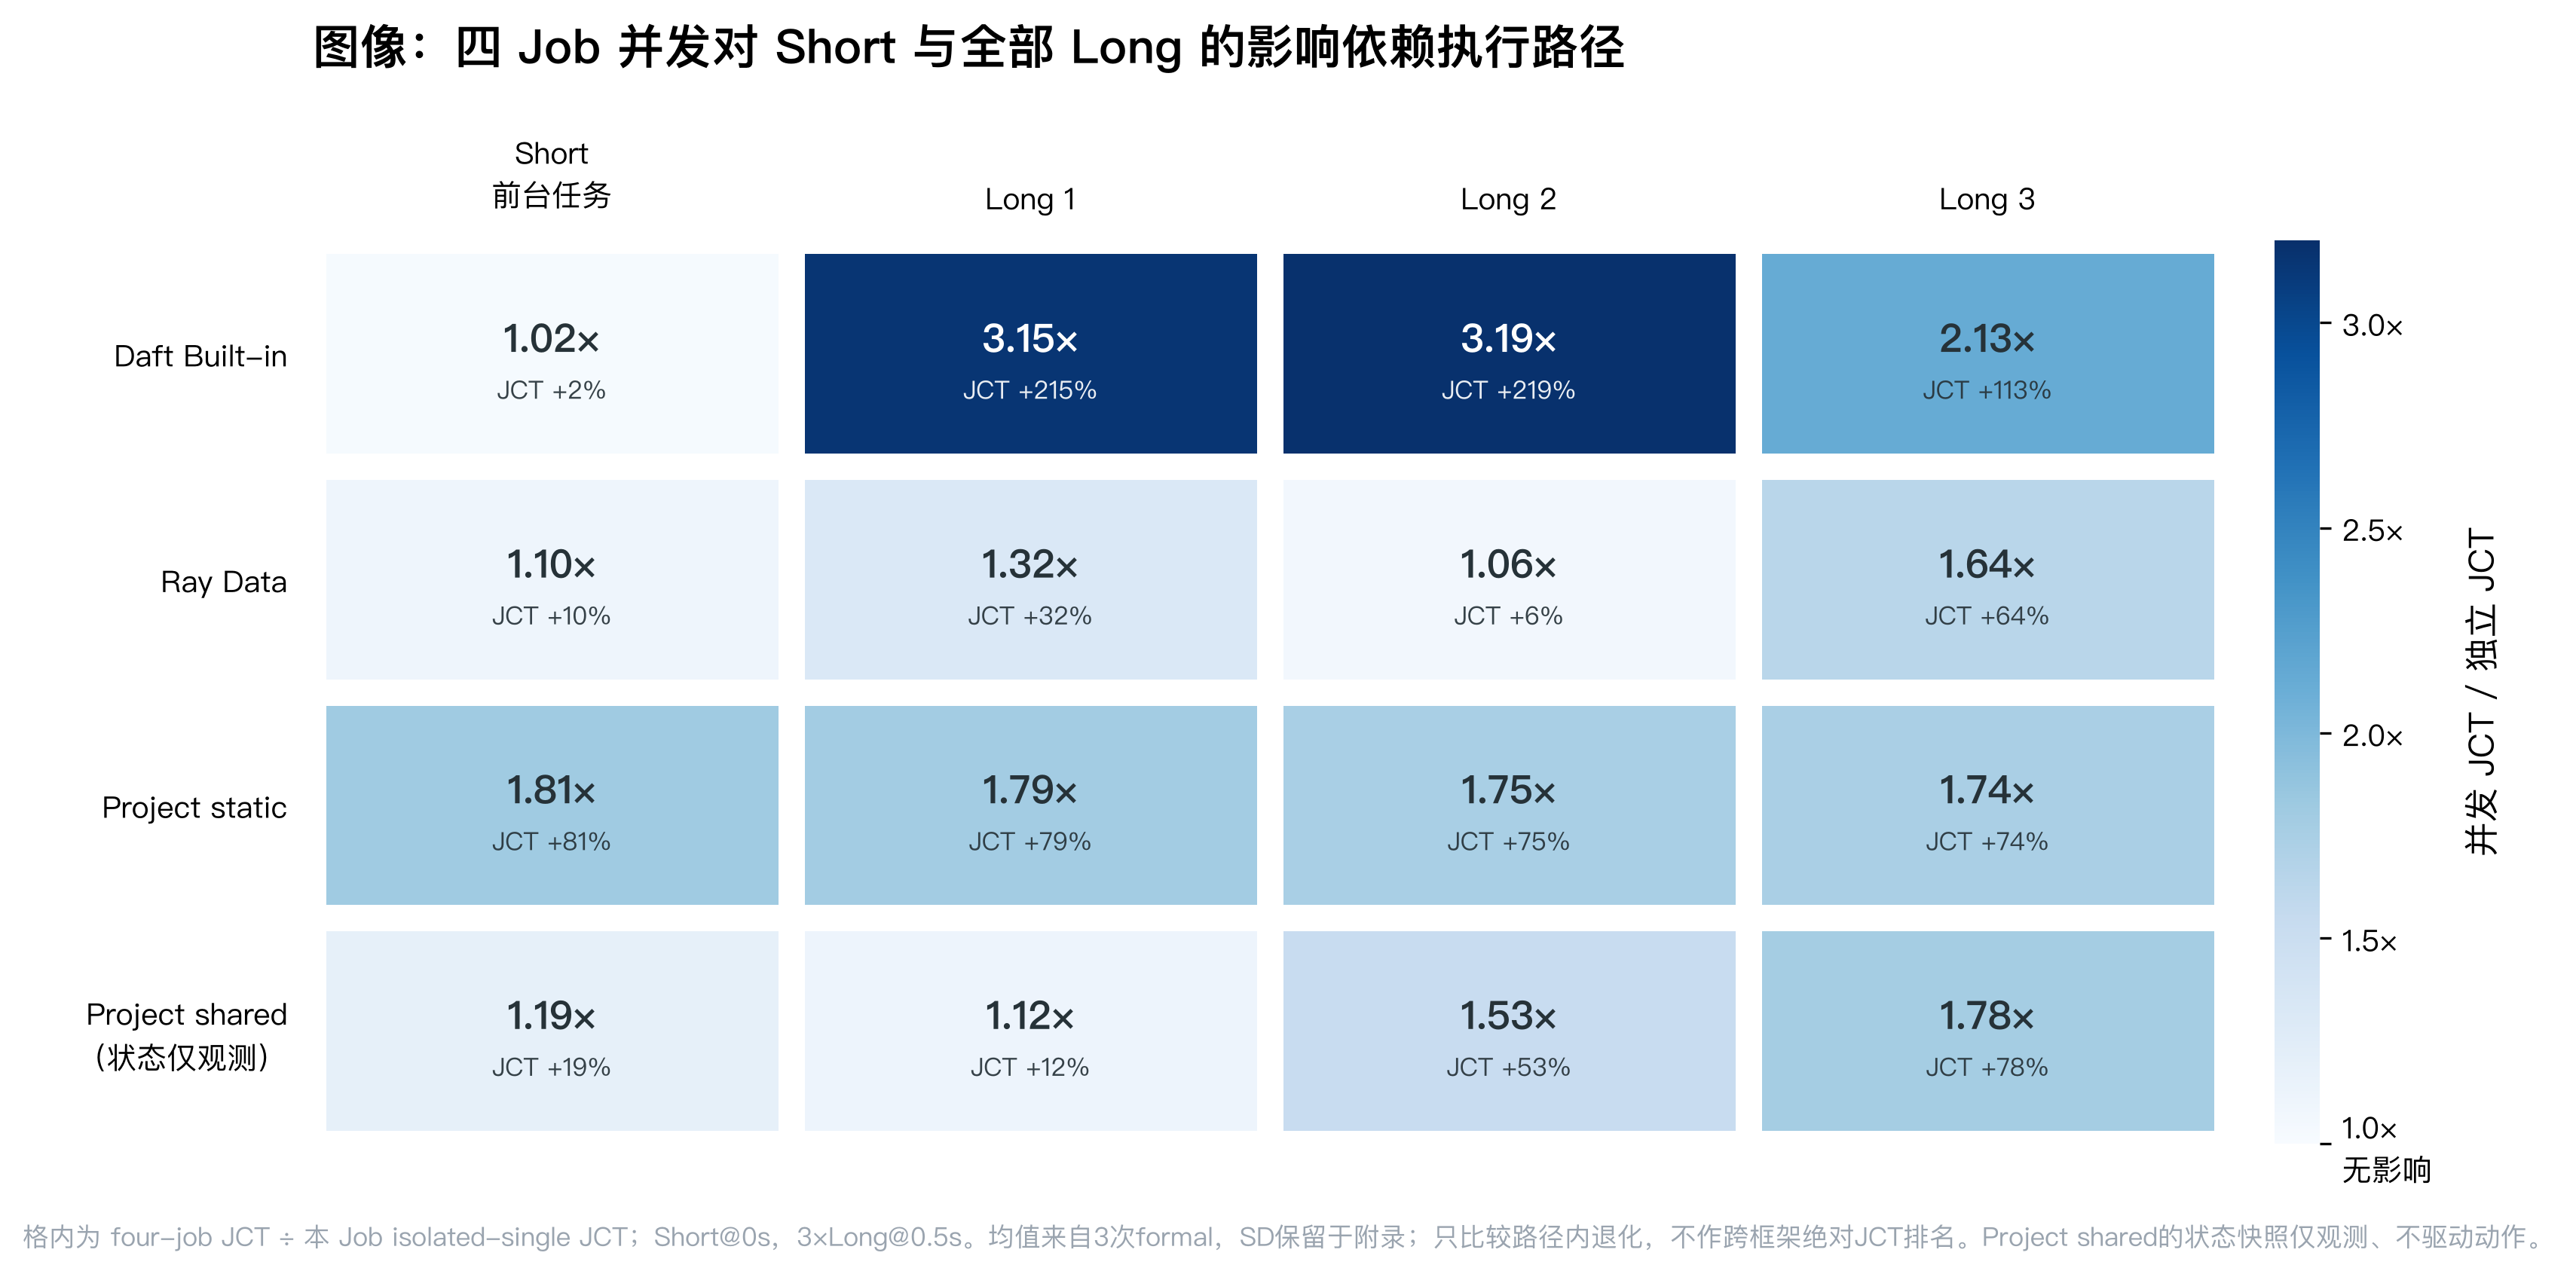 图像：四 Job 并发对 Short 与全部 Long 的影响依赖执行路径
Short
前台任务
Long 1
Long 2
Long 3
Daft Built-in
1.02×
JCT +2%
3.15×
JCT +215%
3.19×
JCT +219%
2.13×
JCT +113%
Ray Data
1.10×
JCT +10%
1.32×
JCT +32%
1.06×
JCT +6%
1.64×
JCT +64%
Project static
1.81×
JCT +81%
1.79×
JCT +79%
1.75×
JCT +75%
1.74×
JCT +74%
Project shared
（状态仅观测）
1.19×
JCT +19%
1.12×
JCT +12%
1.53×
JCT +53%
1.78×
JCT +78%
3.0×
2.5×
2.0×
1.5×
1.0×
无影响
并发 JCT / 独立 JCT
格内为 four-job JCT ÷ 本 Job isolated-single JCT；Short@0s，3×Long@0.5s。均值来自3次formal，SD保留于附录；只比较路径内退化，不作跨框架绝对JCT排名。Project shared的状态快照仅观测、不驱动动作。